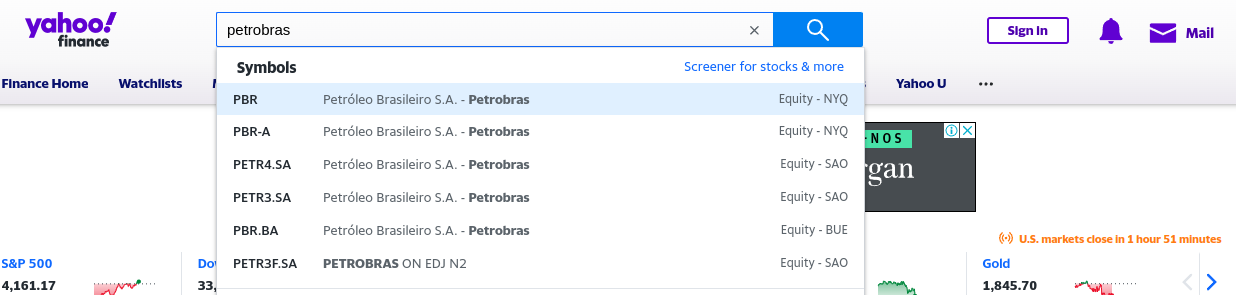 yahoo!
finance
petrobras
Sign in
Mail
Symbols
Screener for stocks & more
Finance Home
Watchlists
Yahoo U
PBR Petróleo Brasileiro S.A. - Petrobras Equity - NYQ
PBR-A Petróleo Brasileiro S.A. - Petrobras Equity - NYQ
PETR4.SA Petróleo Brasileiro S.A. - Petrobras Equity - SAO
PETR3.SA Petróleo Brasileiro S.A. - Petrobras Equity - SAO
PBR.BA Petróleo Brasileiro S.A. - Petrobras Equity - BUE
PETR3F.SA PETROBRAS ON EDJ N2 Equity - SAO
NOS
rgan
U.S. markets close in 1 hour 51 minutes
S&P 500
4,161.17
Gold
1,845.70